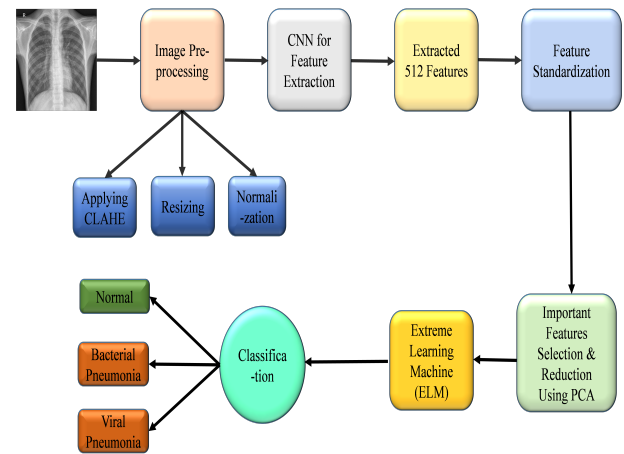 Image Pre-
processing
CNN for
Feature
Extraction
Extracted
512 Features
Feature
Standardization
Applying
CLAHE
Resizing
Normali
-zation
Important
Features
Selection &
Reduction
Using PCA
Extreme
Learning
Machine
(ELM)
Classifica
-tion
Normal
Bacterial
Pneumonia
Viral
Pneumonia